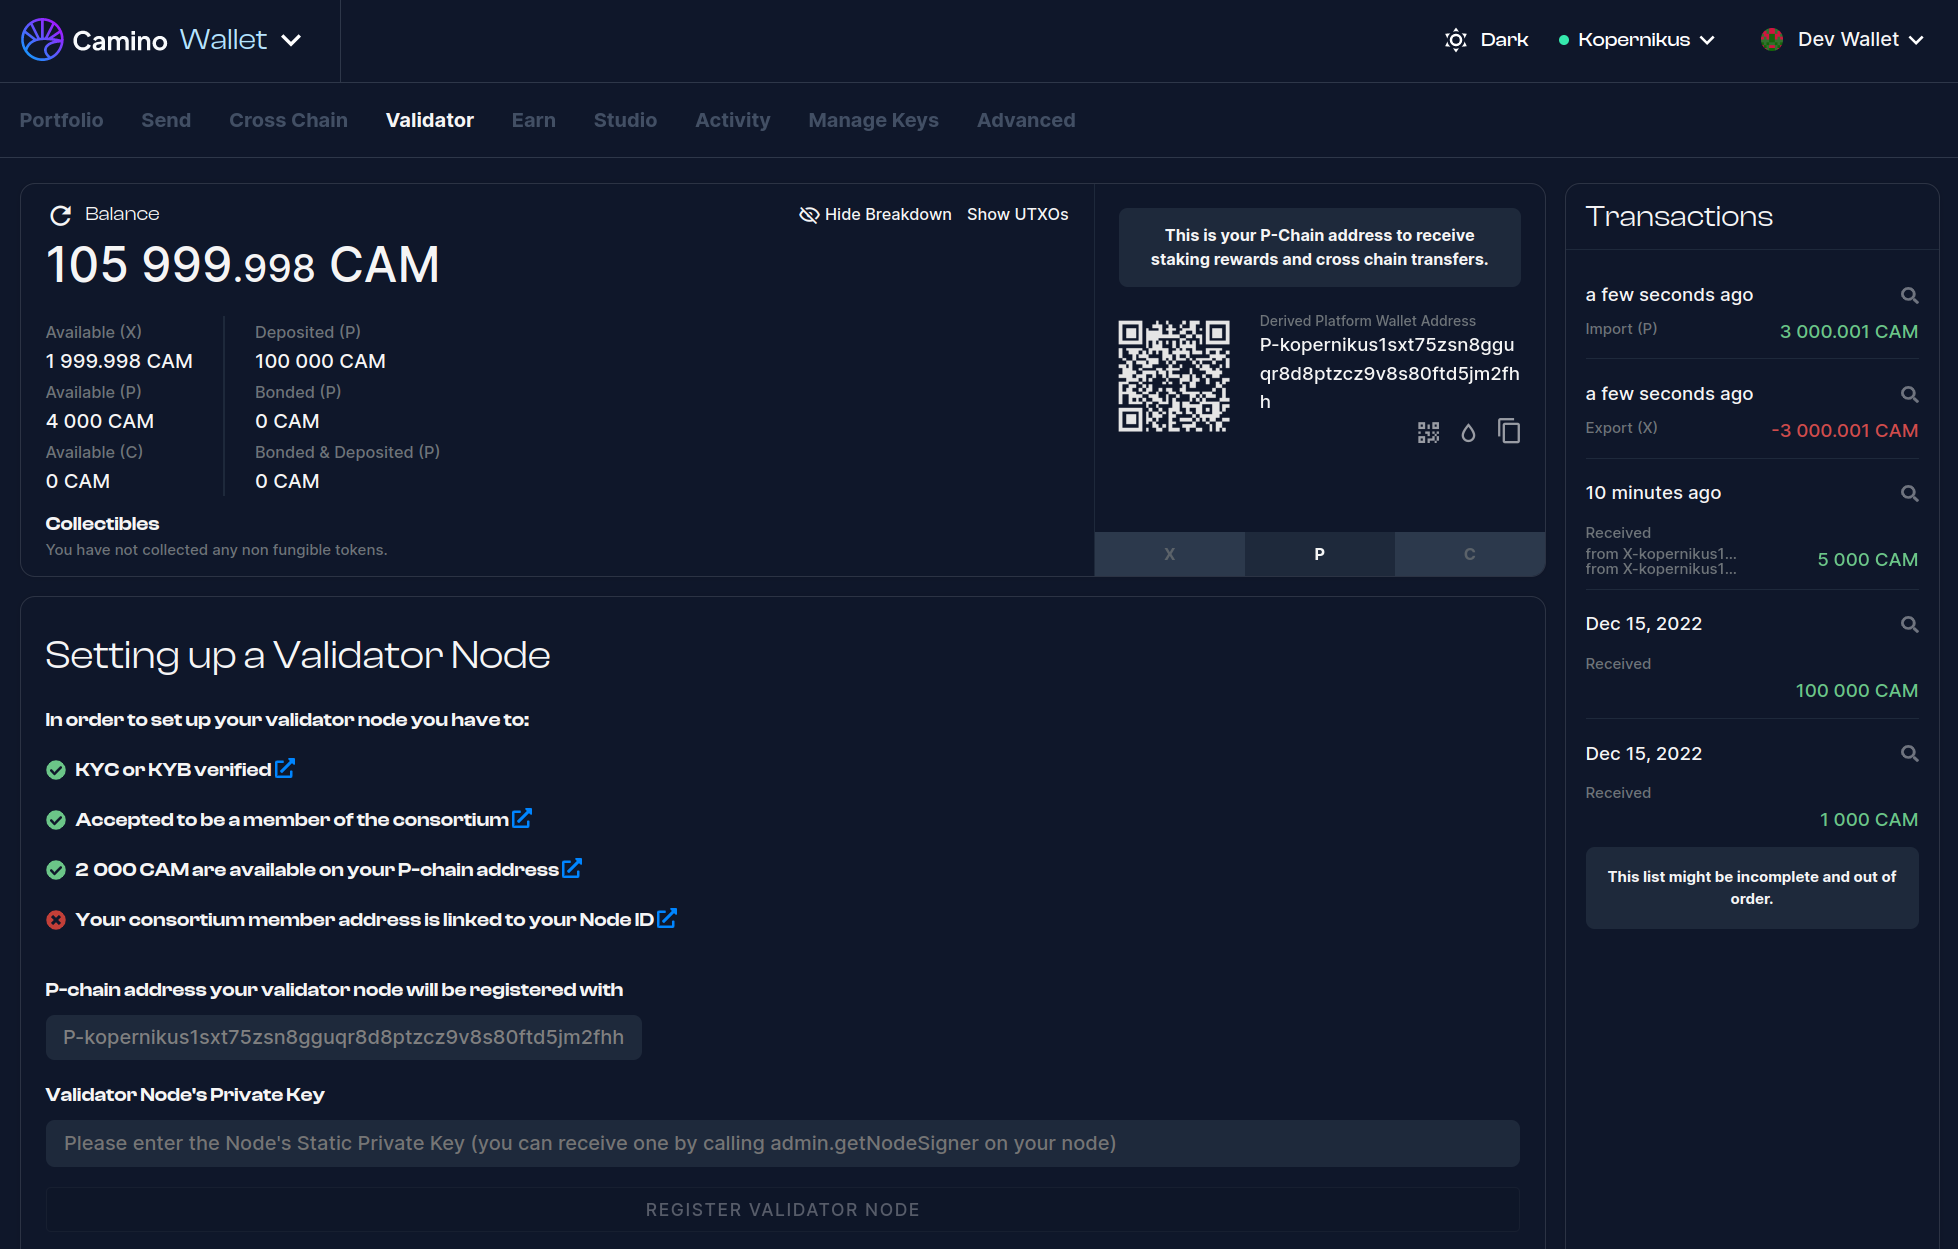 Camino Wallet
Dark
Kopernikus
Dev Wallet
Portfolio Send Cross Chain Validator Earn Studio Activity Manage Keys Advanced
Balance
Hide Breakdown Show UTXOs
105 999.998 CAM
Available (X)
1 999.998 CAM
Available (P)
4 000 CAM
Available (C)
0 CAM
Deposited (P)
100 000 CAM
Bonded (P)
0 CAM
Bonded & Deposited (P)
0 CAM
Collectibles
You have not collected any non fungible tokens.
This is your P-Chain address to receive
staking rewards and cross chain transfers.
Derived Platform Wallet Address
P-kopernikus1sxt75zsn8ggu
qr8d8ptzcz9v8s80ftd5jm2fh
h
X P C
Setting up a Validator Node
In order to set up your validator node you have to:
KYC or KYB verified
Accepted to be a member of the consortium
2 000 CAM are available on your P-chain address
Your consortium member address is linked to your Node ID
P-chain address your validator node will be registered with
P-kopernikus1sxt75zsn8gguqr8d8ptzcz9v8s80ftd5jm2fhh
Validator Node's Private Key
Please enter the Node's Static Private Key (you can receive one by calling admin.getNodeSigner on your node)
REGISTER VALIDATOR NODE
Transactions
a few seconds ago
Import (P) 3 000.001 CAM
a few seconds ago
Export (X) -3 000.001 CAM
10 minutes ago
Received
from X-kopernikus1...
from X-kopernikus1...
5 000 CAM
Dec 15, 2022
Received
100 000 CAM
Dec 15, 2022
Received
1 000 CAM
This list might be incomplete and out of
order.